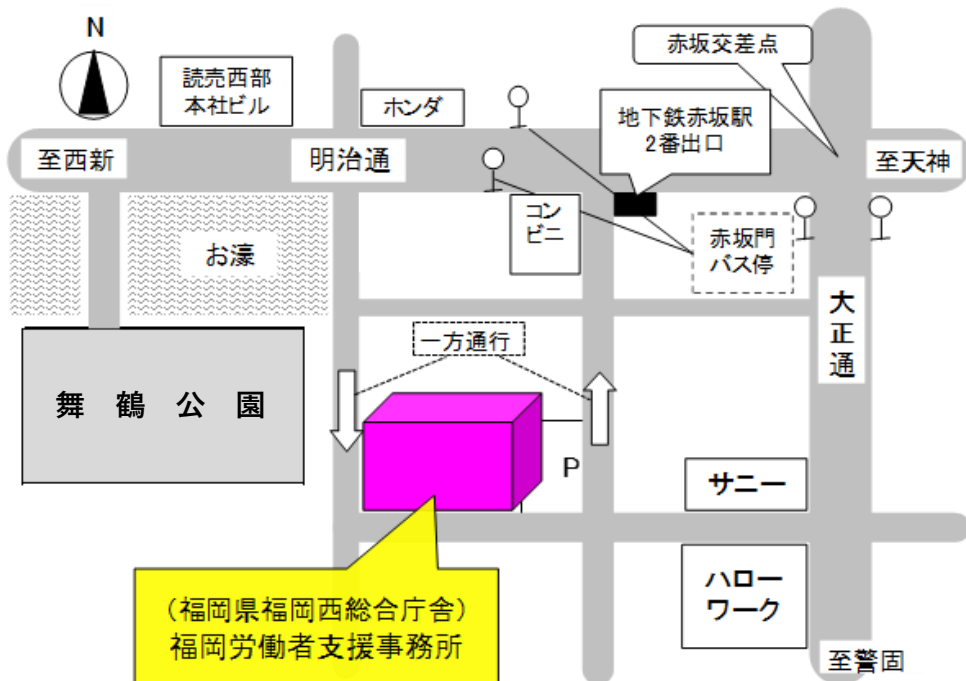 N
赤坂交差点
読売西部
本社ビル
ホンダ
地下鉄赤坂駅
2番出口
至西新
明治通
至天神
お濠
コン
ビニ
赤坂門
バス停
大正通
一方通行
舞鶴公園
P
サニー
ハロー
ワーク
（福岡県福岡西総合庁舎）
福岡労働者支援事務所
至警固